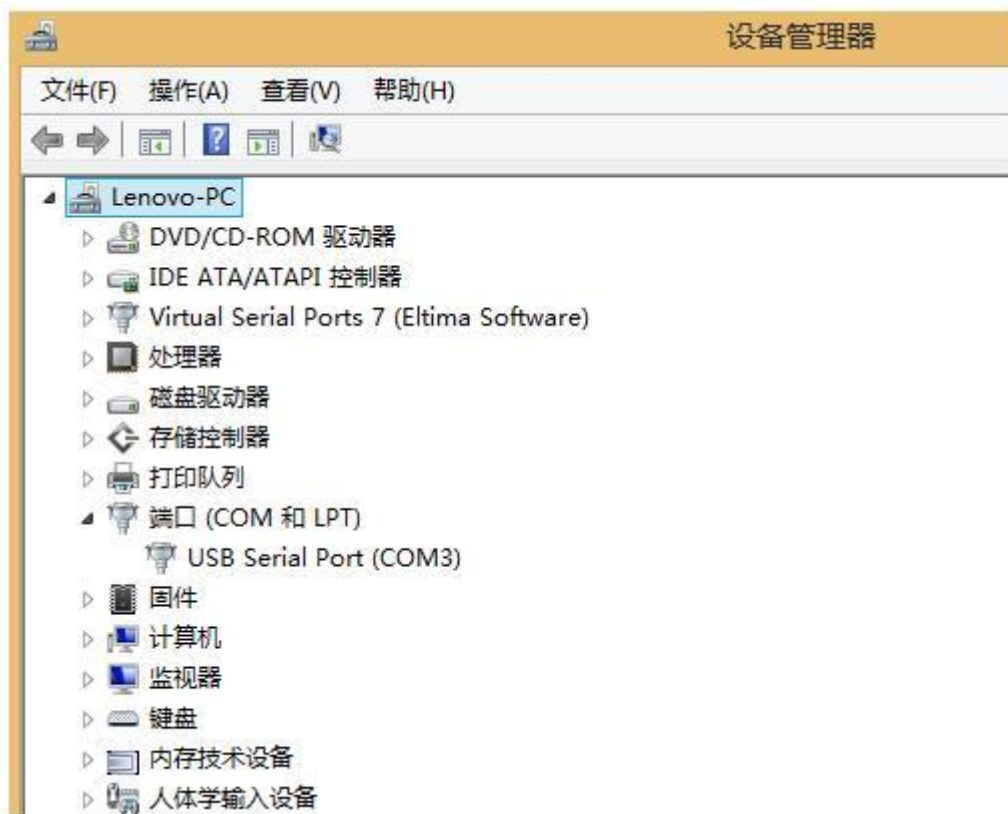 设备管理器
文件(F) 操作(A) 查看(V) 帮助(H)
Lenovo-PC
DVD/CD-ROM 驱动器
IDE ATA/ATAPI 控制器
Virtual Serial Ports 7 (Eltima Software)
处理器
磁盘驱动器
存储控制器
打印队列
端口 (COM 和 LPT)
USB Serial Port (COM3)
固件
计算机
监视器
键盘
内存技术设备
人体学输入设备